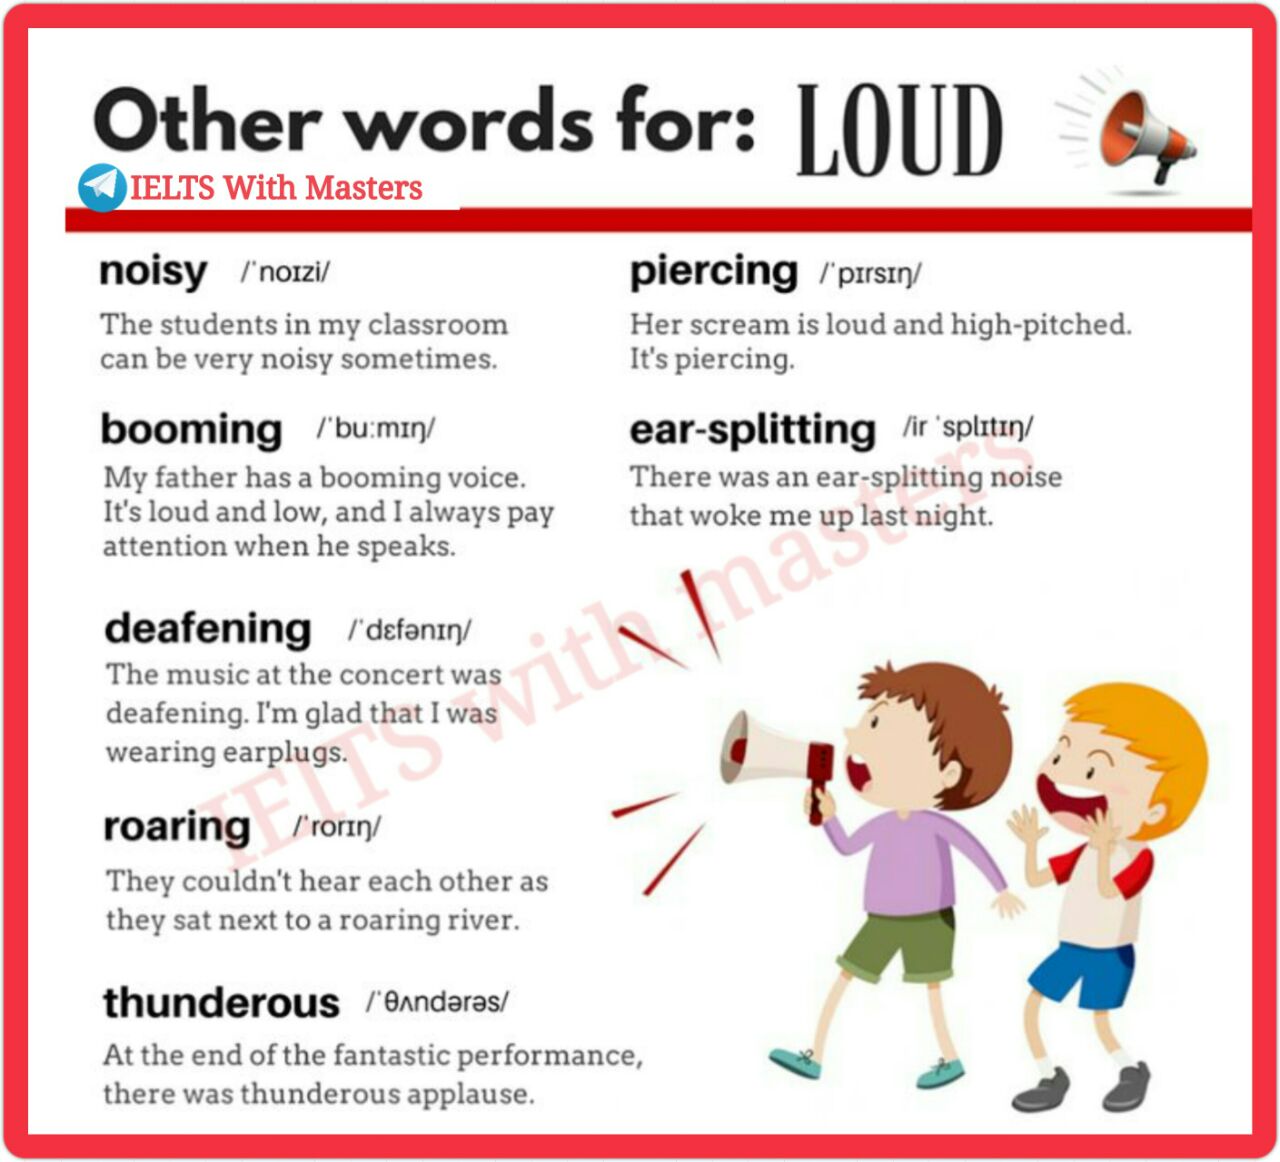 Other words for: LOUD
IELTS With Masters
noisy /ˈnoɪzi/
The students in my classroom
can be very noisy sometimes.
booming /ˈbuːmɪŋ/
My father has a booming voice.
It's loud and low, and I always pay
attention when he speaks.
deafening /ˈdɛfənɪŋ/
The music at the concert was
deafening. I'm glad that I was
wearing earplugs.
roaring /ˈrorɪŋ/
They couldn't hear each other as
they sat next to a roaring river.
thunderous /ˈθʌndərəs/
At the end of the fantastic performance,
there was thunderous applause.
piercing /ˈpɪrsɪŋ/
Her scream is loud and high-pitched.
It's piercing.
ear-splitting /ir ˈsplɪtɪŋ/
There was an ear-splitting noise
that woke me up last night.
IELTS with masters